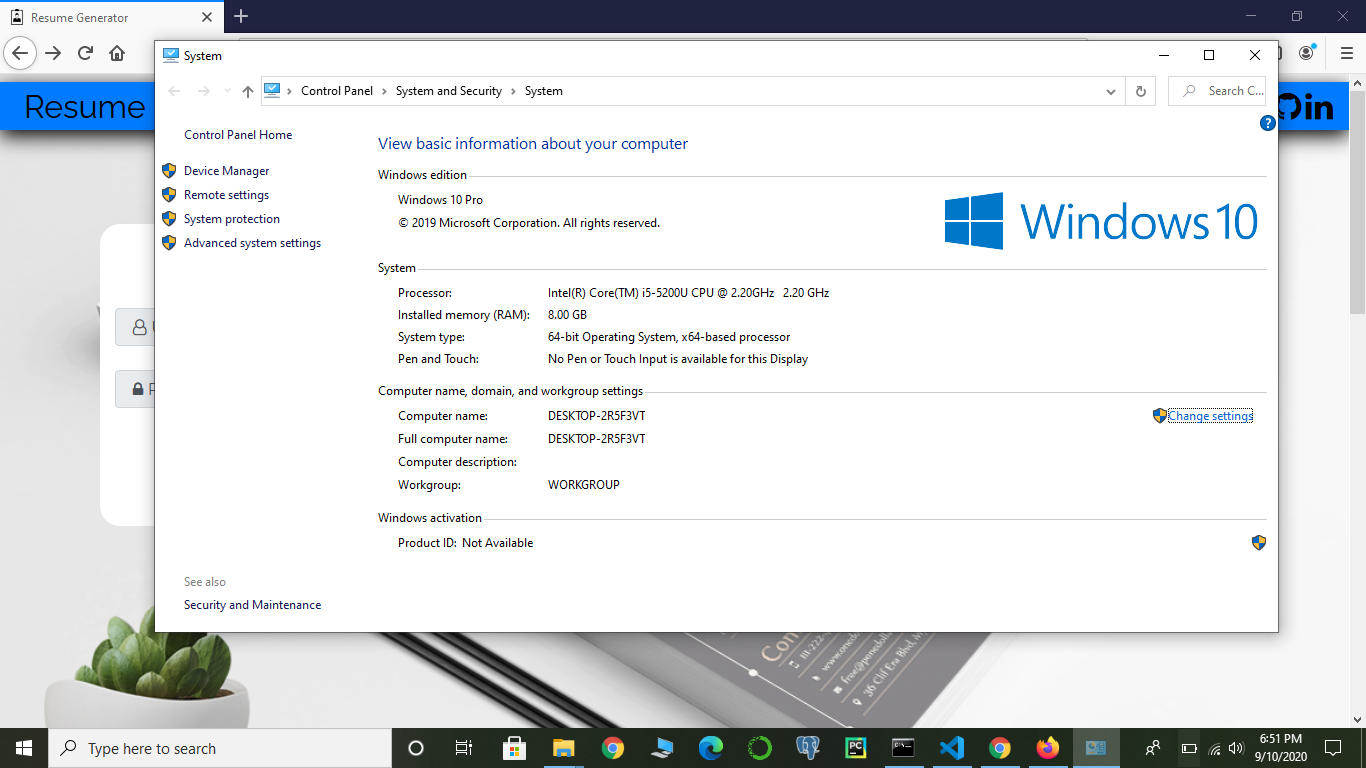 Resume Generator
Resume
System
Control Panel
System and Security
System
Search C...
in
?
Control Panel Home
Device Manager
Remote settings
System protection
Advanced system settings
View basic information about your computer
Windows edition
Windows 10 Pro
© 2019 Microsoft Corporation. All rights reserved.
Windows 10
System
Processor: Intel(R) Core(TM) i5-5200U CPU @ 2.20GHz 2.20 GHz
Installed memory (RAM): 8.00 GB
System type: 64-bit Operating System, x64-based processor
Pen and Touch: No Pen or Touch Input is available for this Display
Computer name, domain, and workgroup settings
Computer name: DESKTOP-2R5F3VT
Change settings
Full computer name: DESKTOP-2R5F3VT
Computer description:
Workgroup: WORKGROUP
Windows activation
Product ID: Not Available
See also
Security and Maintenance
36 Clif Era Blvd,
Type here to search
PC
6:51 PM
9/10/2020